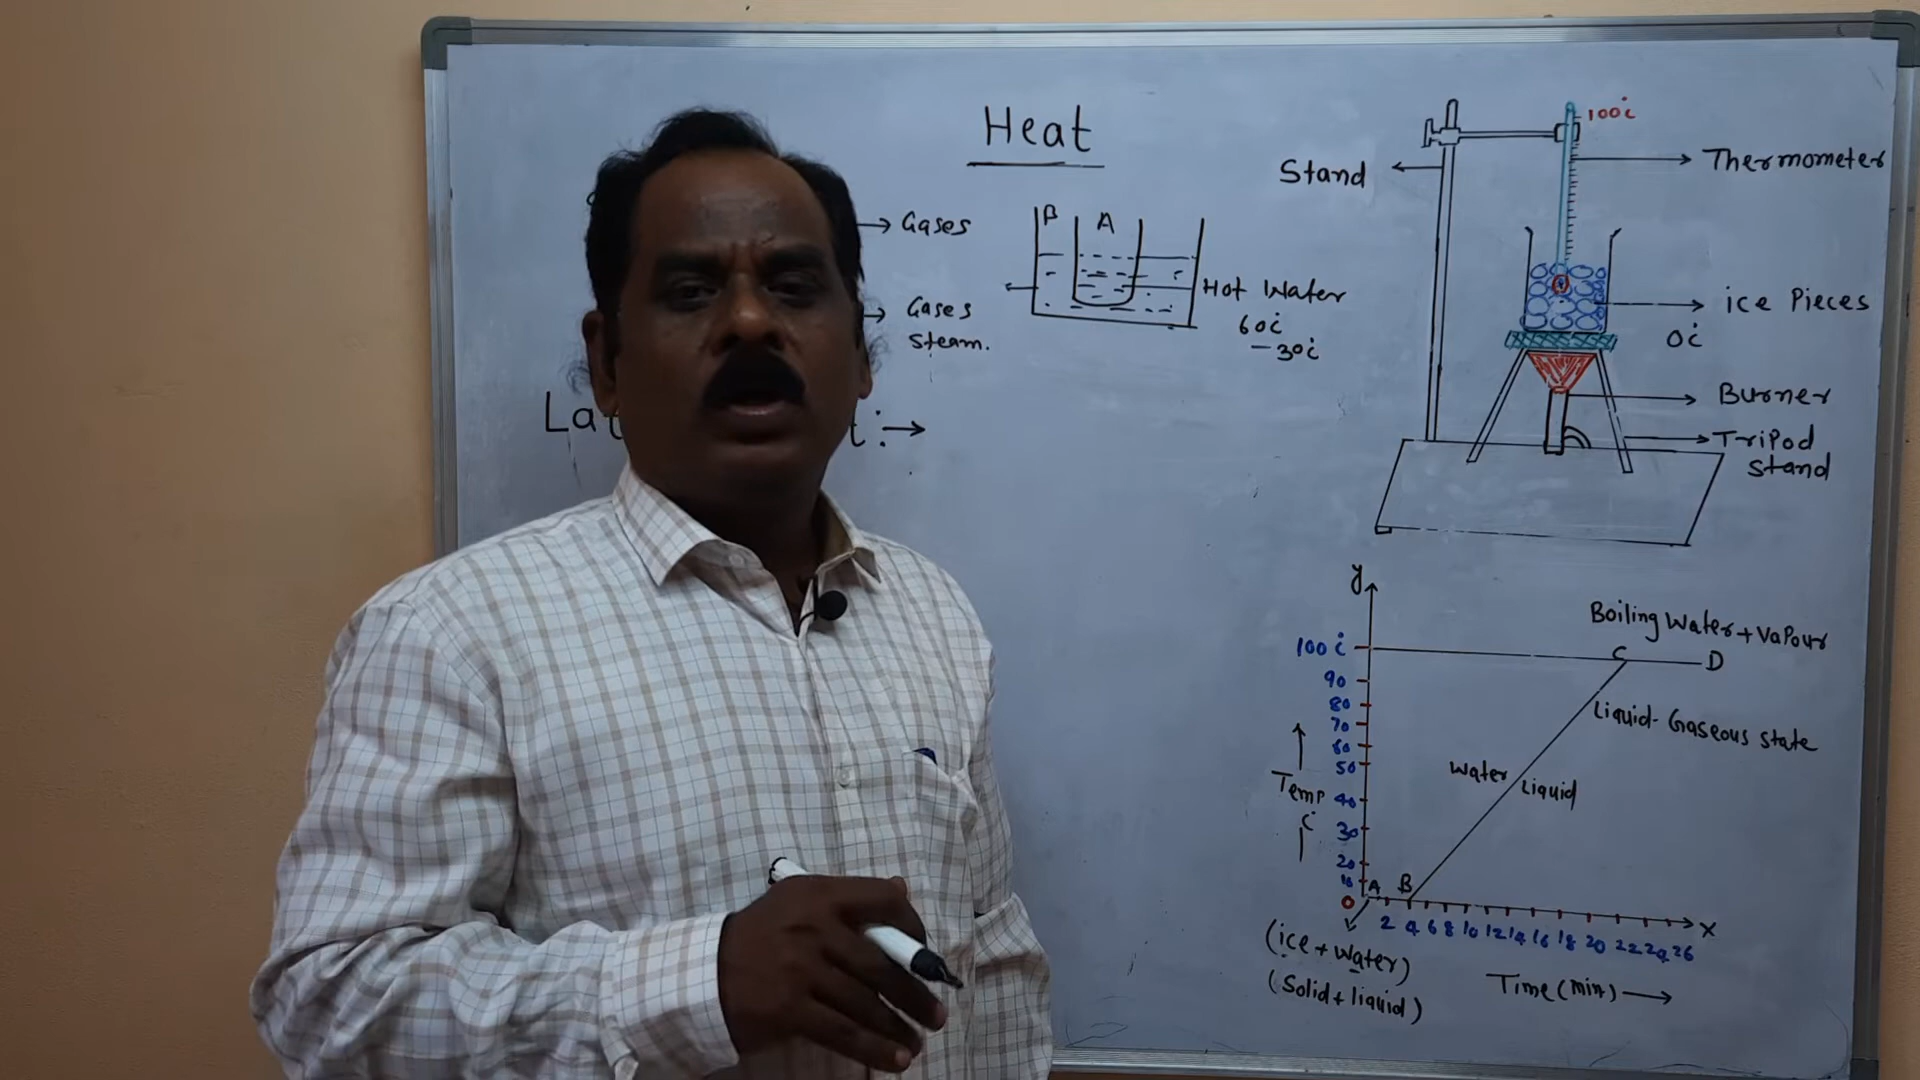 Heat
Gases
Gases
Steam.
t:→
B
A
Hot Water
60°c
-30°c
Stand
100°c
Thermometer
ice Pieces
0°c
Burner
Tripod
Stand
y
Boiling Water + Vapour
100°c
C
D
90
80
70
60
50
40
30
20
10
0
Liquid-Gaseous State
Water
Liquid
Temp
°c
A
B
x
2 4 6 8 10 12 14 16 18 20 22 24 26
(ice + water)
(Solid + liquid)
Time (min) →